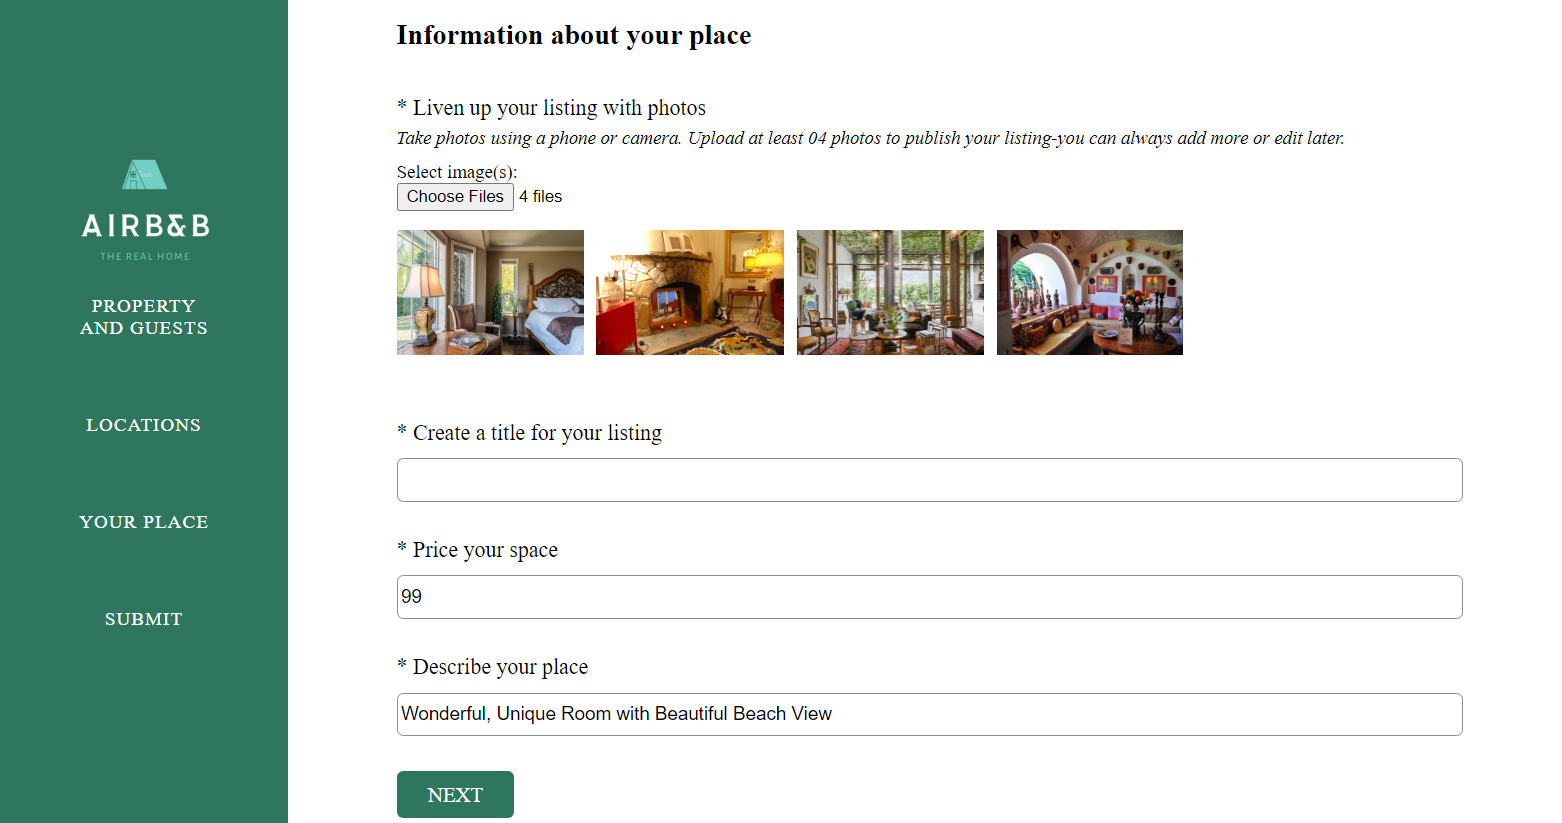 AIRB&B
THE REAL HOME
PROPERTY
AND GUESTS
LOCATIONS
YOUR PLACE
SUBMIT
Information about your place
* Liven up your listing with photos
Take photos using a phone or camera. Upload at least 04 photos to publish your listing-you can always add more or edit later.
Select image(s):
Choose Files 4 files
* Create a title for your listing
* Price your space
99
* Describe your place
Wonderful, Unique Room with Beautiful Beach View
NEXT